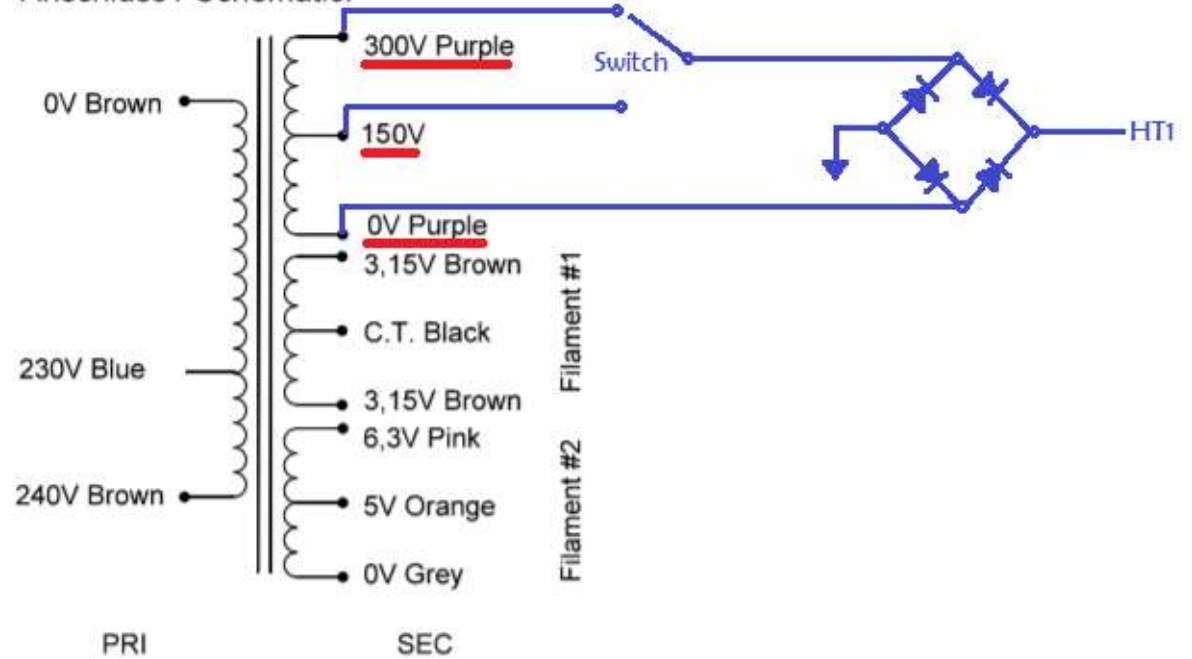 300V Purple
Switch
0V Brown
150V
HT1
0V Purple
3,15V Brown
C.T. Black
Filament #1
230V Blue
3,15V Brown
6,3V Pink
240V Brown
5V Orange
Filament #2
0V Grey
PRI
SEC